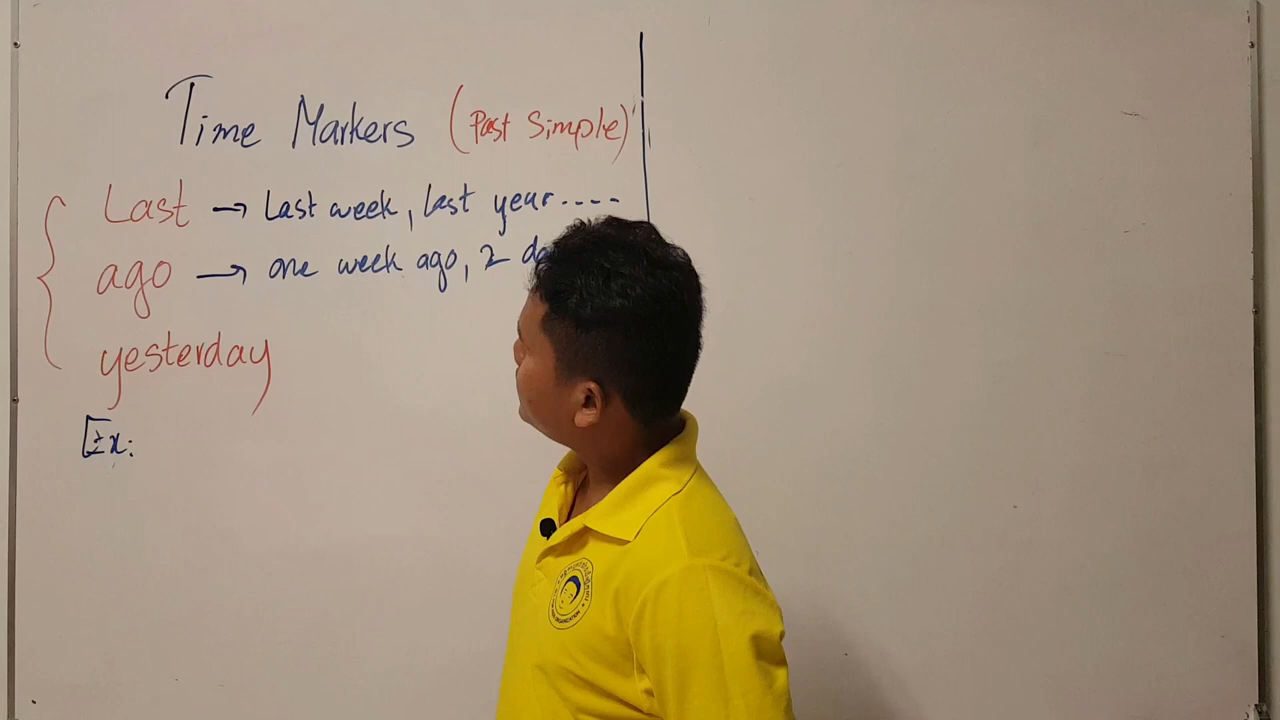 Time Markers (Past Simple)
Last → Last week, last year....
ago → one week ago, 2
yesterday
Ex: